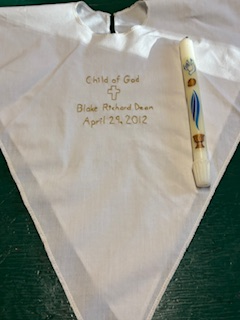 Child of God
Blake Richard Dean
April 29, 2012